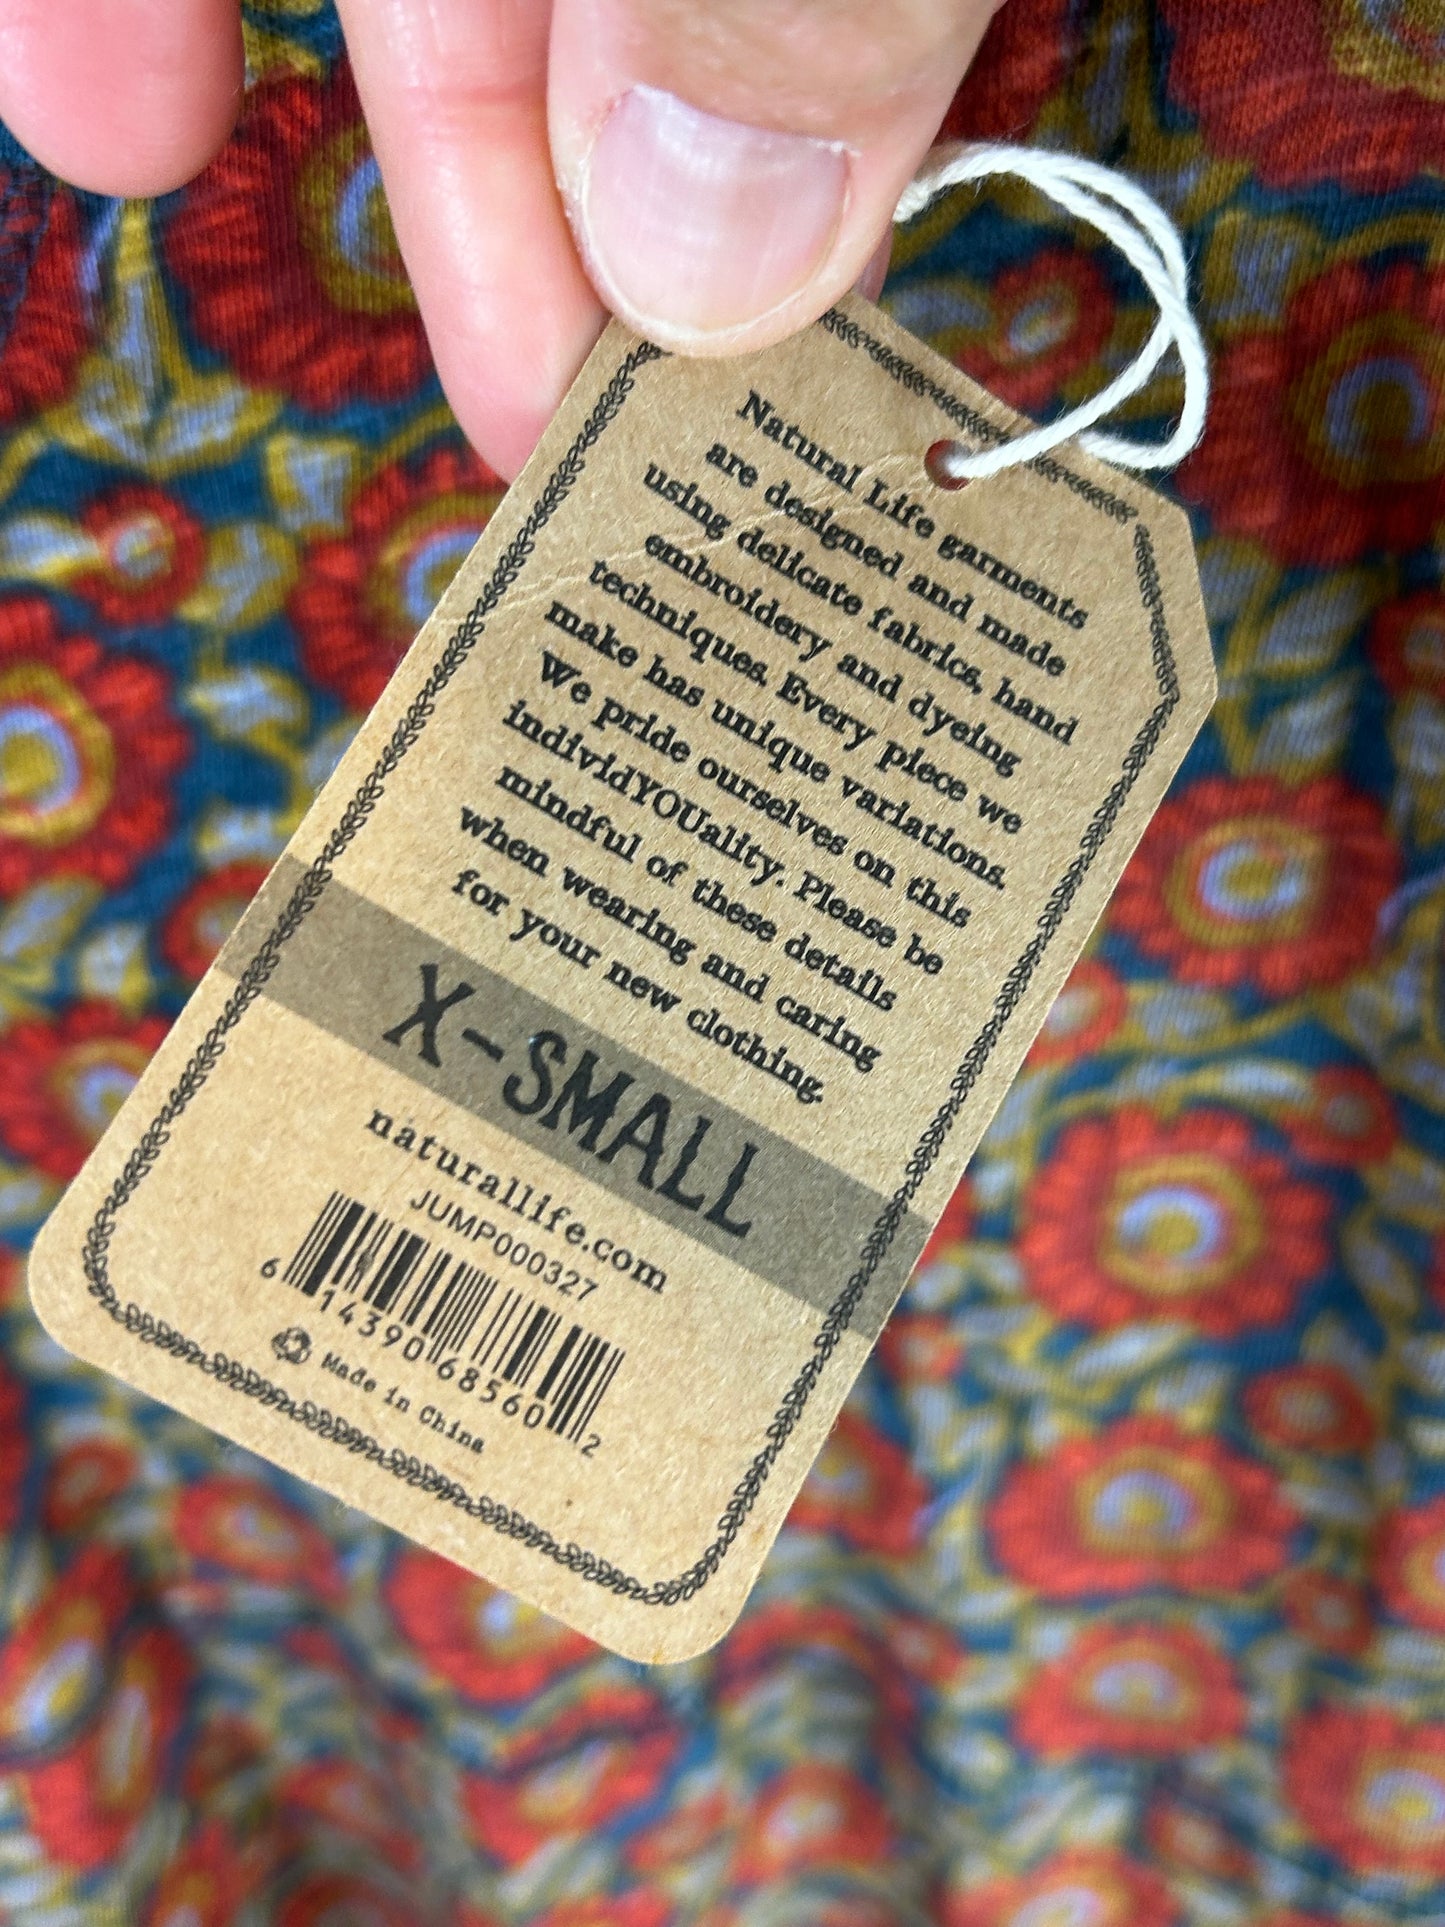 Natural Life garments
are designed and made
using delicate fabrics, hand
embroidery and dyeing
techniques. Every piece we
make has unique variations.
We pride ourselves on this
individYOUality. Please be
mindful of these details
when wearing and caring
for your new clothing.
X-SMALL
naturallife.com
JUMP000327
6 14390 68560 2
Made in China